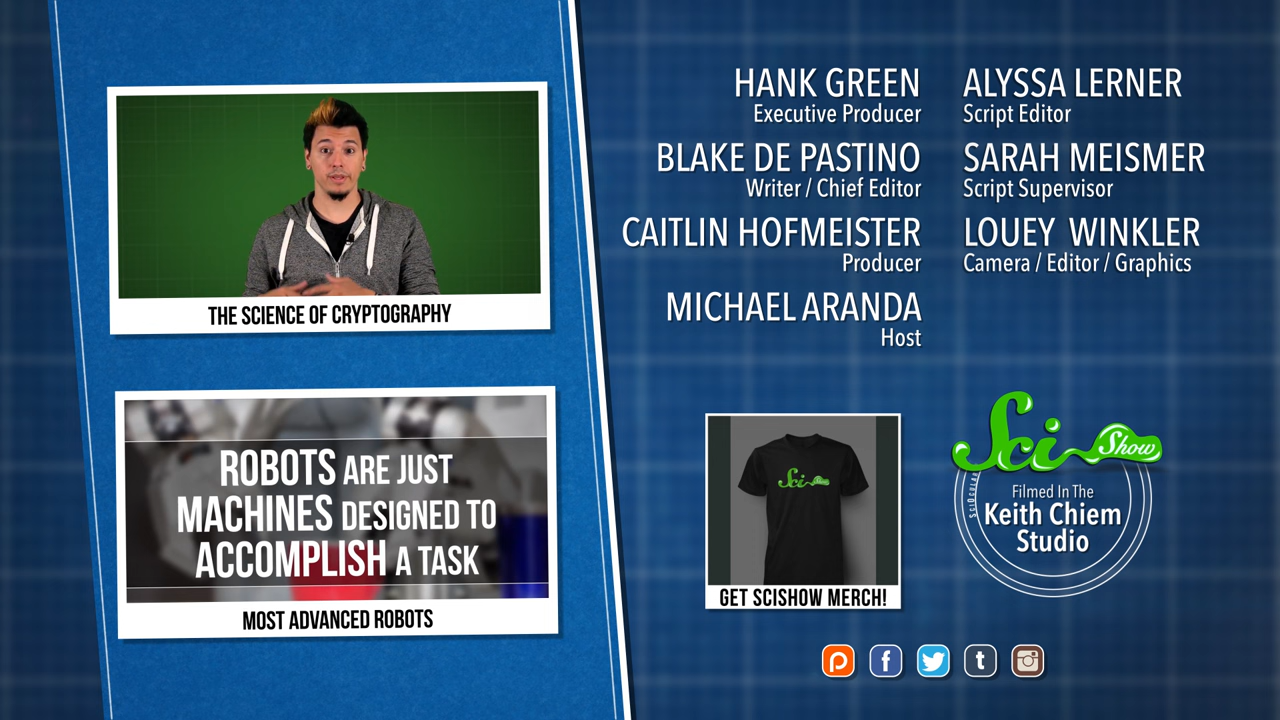 THE SCIENCE OF CRYPTOGRAPHY
ROBOTS ARE JUST
MACHINES DESIGNED TO
ACCOMPLISH A TASK
MOST ADVANCED ROBOTS
HANK GREEN
Executive Producer
BLAKE DE PASTINO
Writer / Chief Editor
CAITLIN HOFMEISTER
Producer
MICHAEL ARANDA
Host
ALYSSA LERNER
Script Editor
SARAH MEISMER
Script Supervisor
LOUEY WINKLER
Camera / Editor / Graphics
Sci Show
GET SCISHOW MERCH!
Sci Show
Filmed In The
Keith Chiem
Studio